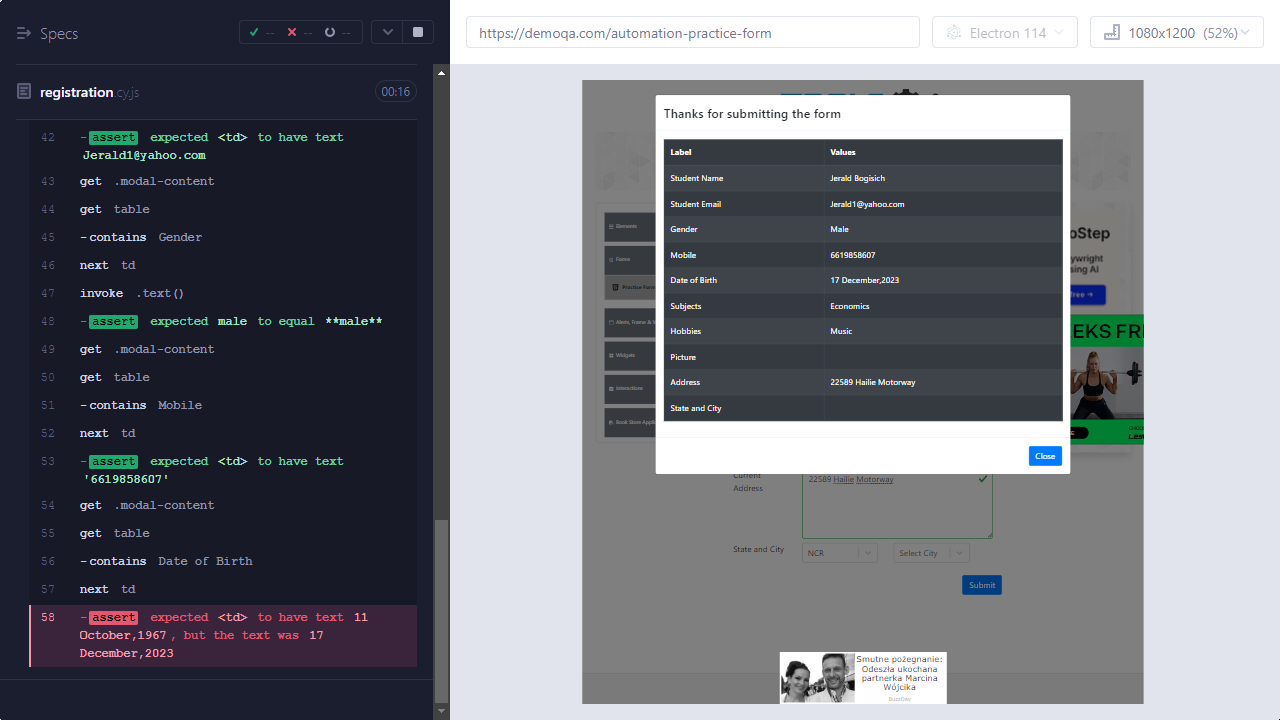 Specs
-- -- --
https://demoqa.com/automation-practice-form
Electron 114
1080x1200 (52%)
registration.cy.js
00:16
42 -assert expected <td> to have text
Jerald1@yahoo.com
43 get .modal-content
44 get table
45 -contains Gender
46 next td
47 invoke .text()
48 -assert expected male to equal **male**
49 get .modal-content
50 get table
51 -contains Mobile
52 next td
53 -assert expected <td> to have text
'6619858607'
54 get .modal-content
55 get table
56 -contains Date of Birth
57 next td
58 -assert expected <td> to have text 11
October,1967, but the text was 17
December,2023
Thanks for submitting the form
Label Values
Student Name Jerald Bogisich
Student Email Jerald1@yahoo.com
Gender Male
Mobile 6619858607
Date of Birth 17 December,2023
Subjects Economics
Hobbies Music
Picture
Address 22589 Hailie Motorway
State and City
Close
Elements
Forms
Practice Form
Alerts, Frame & 
Widgets
Interactions
Book Store Appli
oStep
ywright
sing AI
free →
EKS FRE
Current
Address
22589 Hailie Motorway
State and City
NCR
Select City
Submit
Smutne pożegnanie:
Odeszła ukochana
partnerka Marcina
Wójcika
BuzzDay